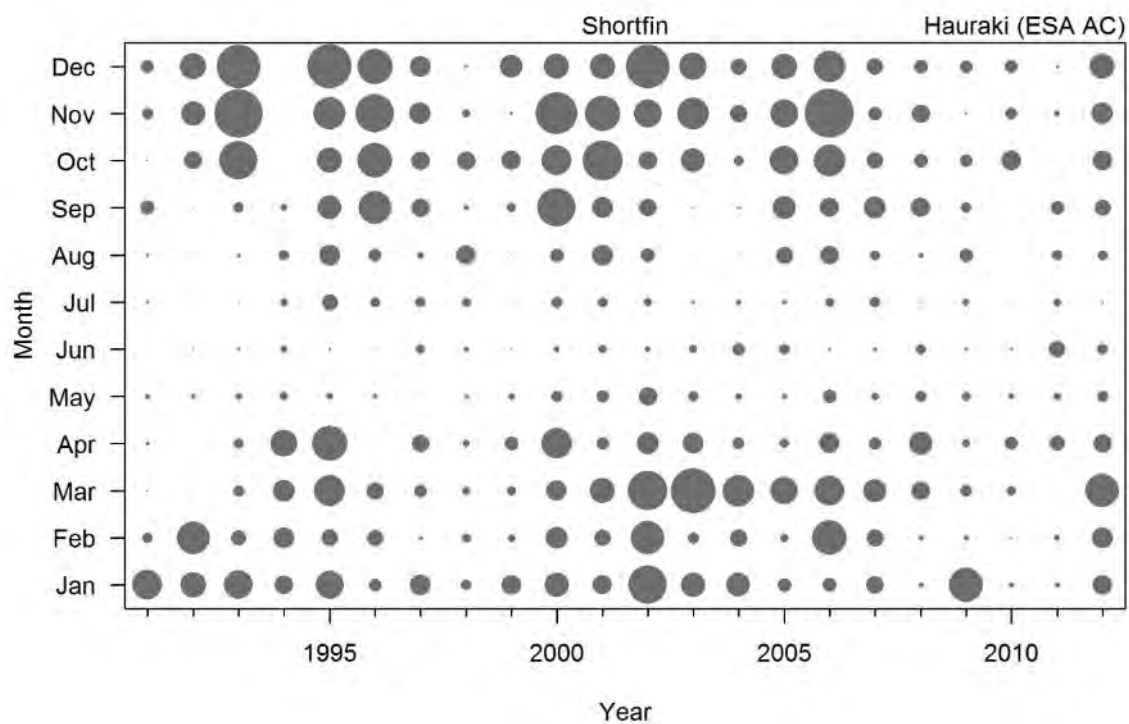 Shortfin Hauraki (ESA AC)
Dec
Nov
Oct
Sep
Aug
Jul
Jun
May
Apr
Mar
Feb
Jan
Month
1995 2000 2005 2010
Year